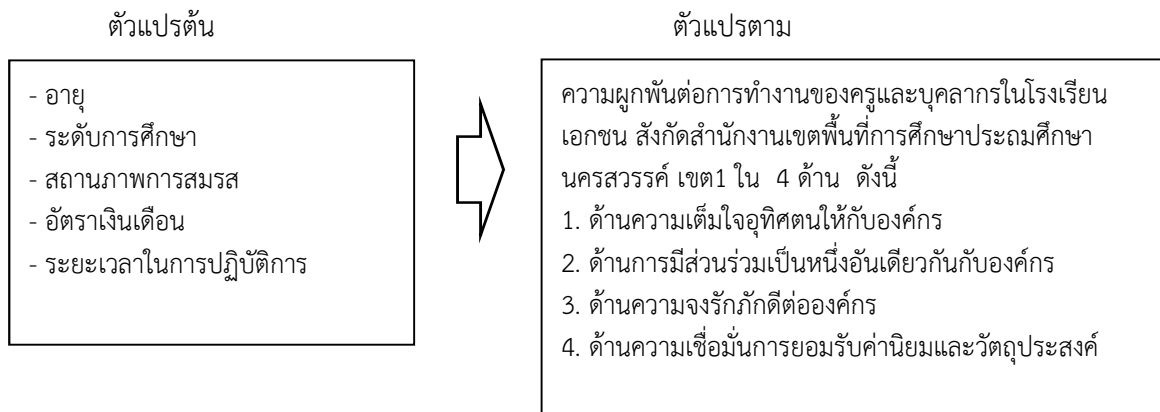 ตัวแปรต้น
- อายุ
- ระดับการศึกษา
- สถานภาพการสมรส
- อัตราเงินเดือน
- ระยะเวลาในการปฏิบัติการ
ตัวแปรตาม
ความผูกพันต่อการทำงานของครูและบุคลากรในโรงเรียน
เอกชน สังกัดสำนักงานเขตพื้นที่การศึกษาประถมศึกษา
นครสวรรค์ เขต1 ใน 4 ด้าน ดังนี้
1. ด้านความเต็มใจอุทิศตนให้กับองค์กร
2. ด้านการมีส่วนร่วมเป็นหนึ่งอันเดียวกันกับองค์กร
3. ด้านความจงรักภักดีต่อองค์กร
4. ด้านความเชื่อมั่นการยอมรับค่านิยมและวัตถุประสงค์